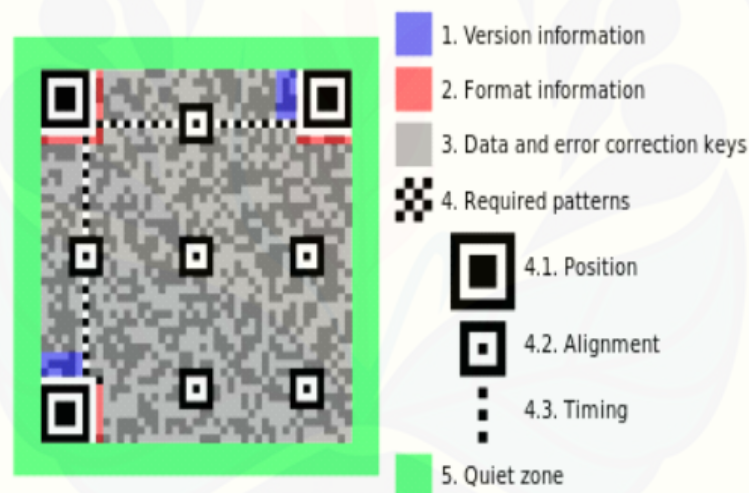 1. Version information
2. Format information
3. Data and error correction keys
4. Required patterns
4.1. Position
4.2. Alignment
4.3. Timing
5. Quiet zone